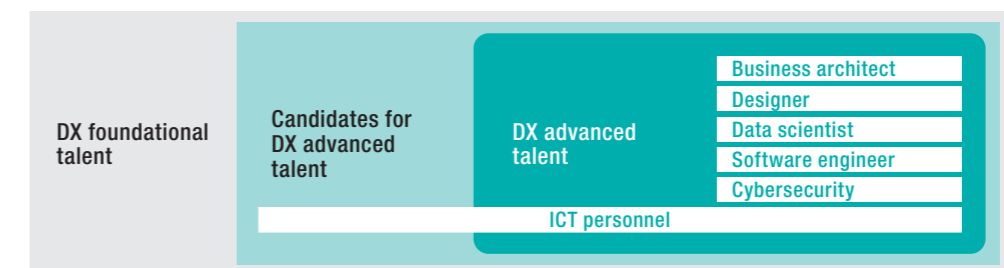 DX foundational
talent
Candidates for
DX advanced
talent
DX advanced
talent
Business architect
Designer
Data scientist
Software engineer
Cybersecurity
ICT personnel